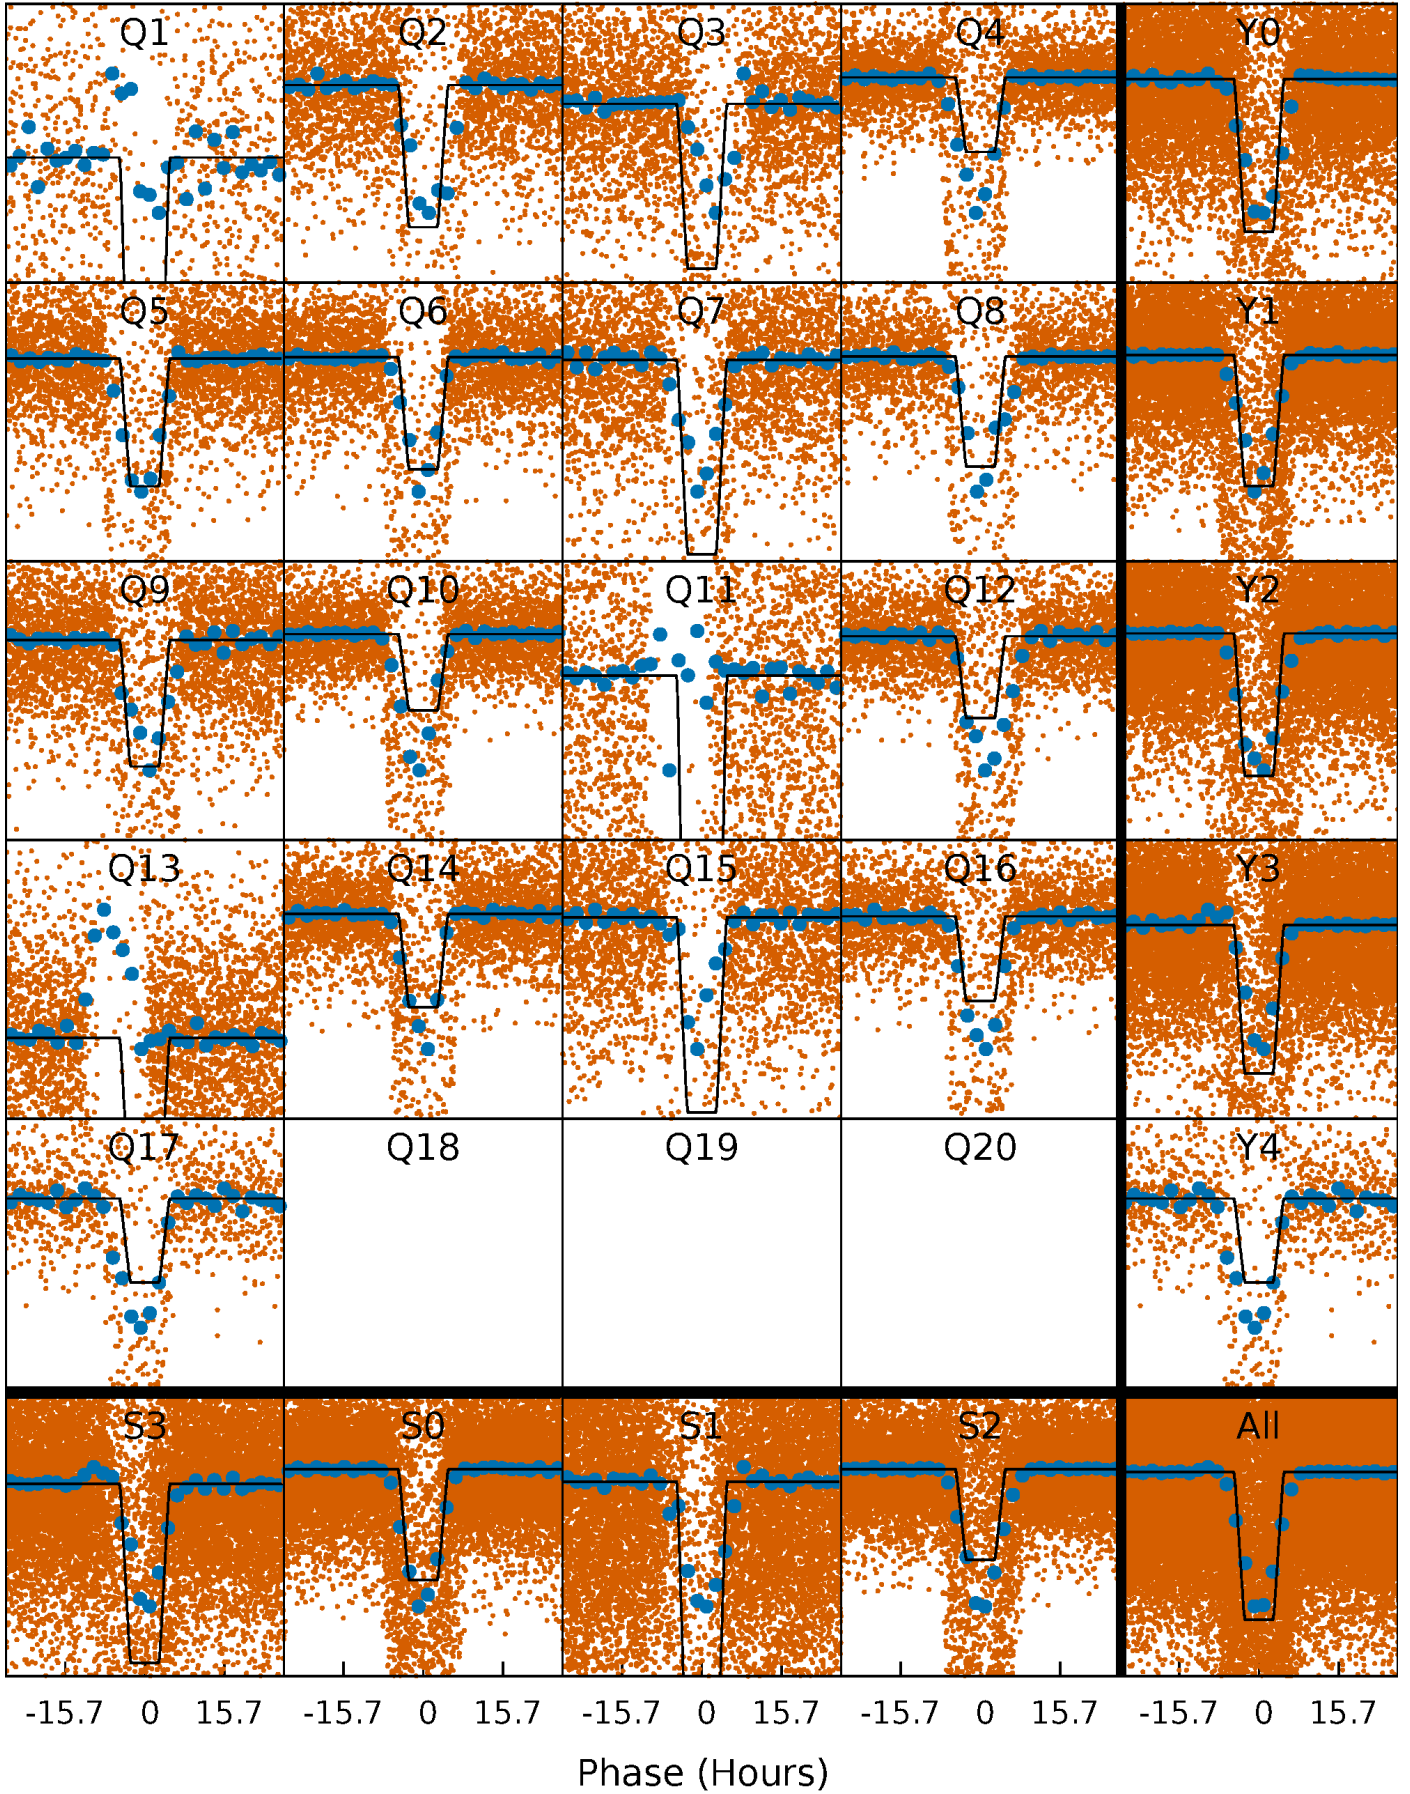 Q1 Q2 Q3 Q4 Y0
Q5 Q6 Q7 Q8 Y1
Q9 Q10 Q11 Q12 Y2
Q13 Q14 Q15 Q16 Y3
Q17 Q18 Q19 Q20 Y4
S3 S0 S1 S2 All
-15.7 0 15.7 -15.7 0 15.7 -15.7 0 15.7 -15.7 0 15.7 -15.7 0 15.7
Phase (Hours)